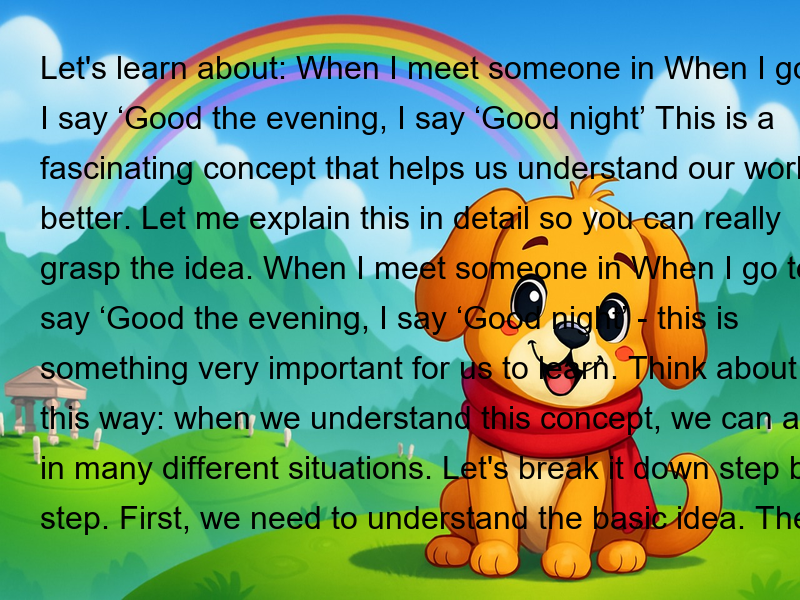 Let's learn about: When I meet someone in When I go
I say ‘Good the evening, I say ‘Good night’ This is a
fascinating concept that helps us understand our
better. Let me explain this in detail so you can really
grasp the idea. When I meet someone in When I go
say ‘Good the evening, I say ‘Good night’ - this is
something very important for us to learn. Think about
this way: when we understand this concept, we can
in many different situations. Let's break it down step
step. First, we need to understand the basic idea.